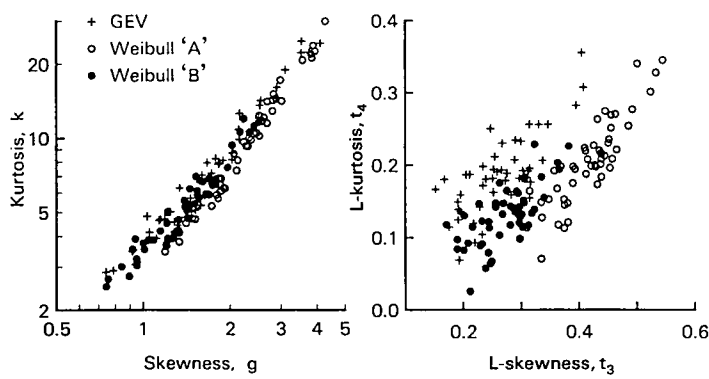 + GEV
○ Weibull 'A'
● Weibull 'B'
Kurtosis, k
20
10
5
2
0.5 1 2 3 4 5
Skewness, g
L-kurtosis, t₄
0.4
0.3
0.2
0.1
0
0.2 0.4 0.6
L-skewness, t₃